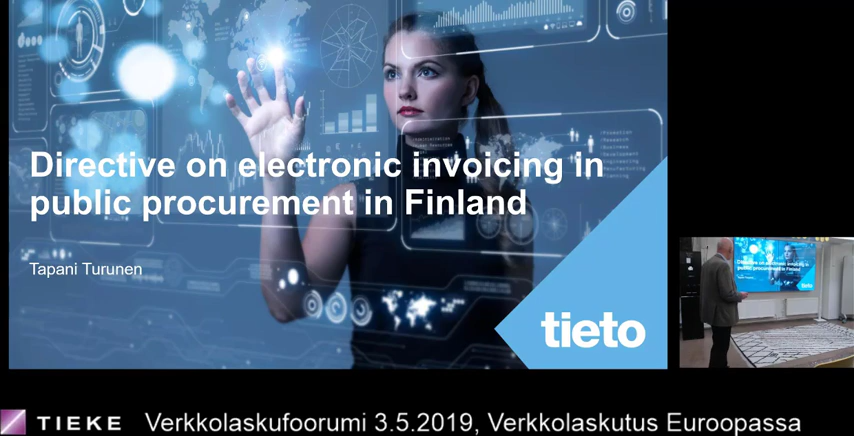 Directive on electronic invoicing in
public procurement in Finland
Tapani Turunen
tieto
TIEKE Verkkolaskufoorumi 3.5.2019, Verkkolaskutus Euroopassa